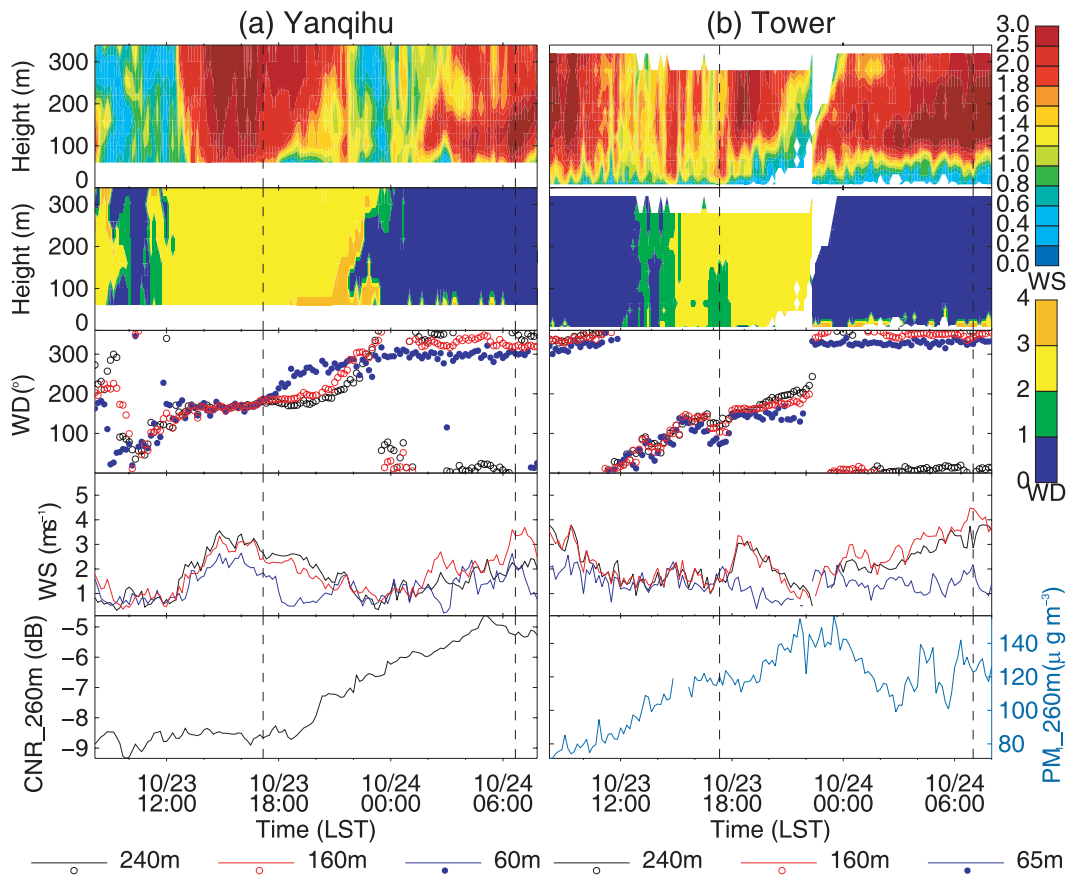 (a) Yanqihu
(b) Tower
Height (m)
300
200
100
0
3.0
2.5
2.0
1.8
1.6
1.4
1.2
1.0
0.8
0.6
0.4
0.2
0.0
WS
Height (m)
300
200
100
0
4
3
2
1
0
WD
WD(°)
300
200
100
WS (ms⁻¹)
5
4
3
2
1
CNR_260m (dB)
−5
−6
−7
−8
−9
140
120
100
80
PM_260m(μ g m⁻³)
10/23 10/23 10/24 10/24
12:00 18:00 00:00 06:00
Time (LST)
10/23 10/23 10/24 10/24
12:00 18:00 00:00 06:00
Time (LST)
240m 160m 60m
240m 160m 65m